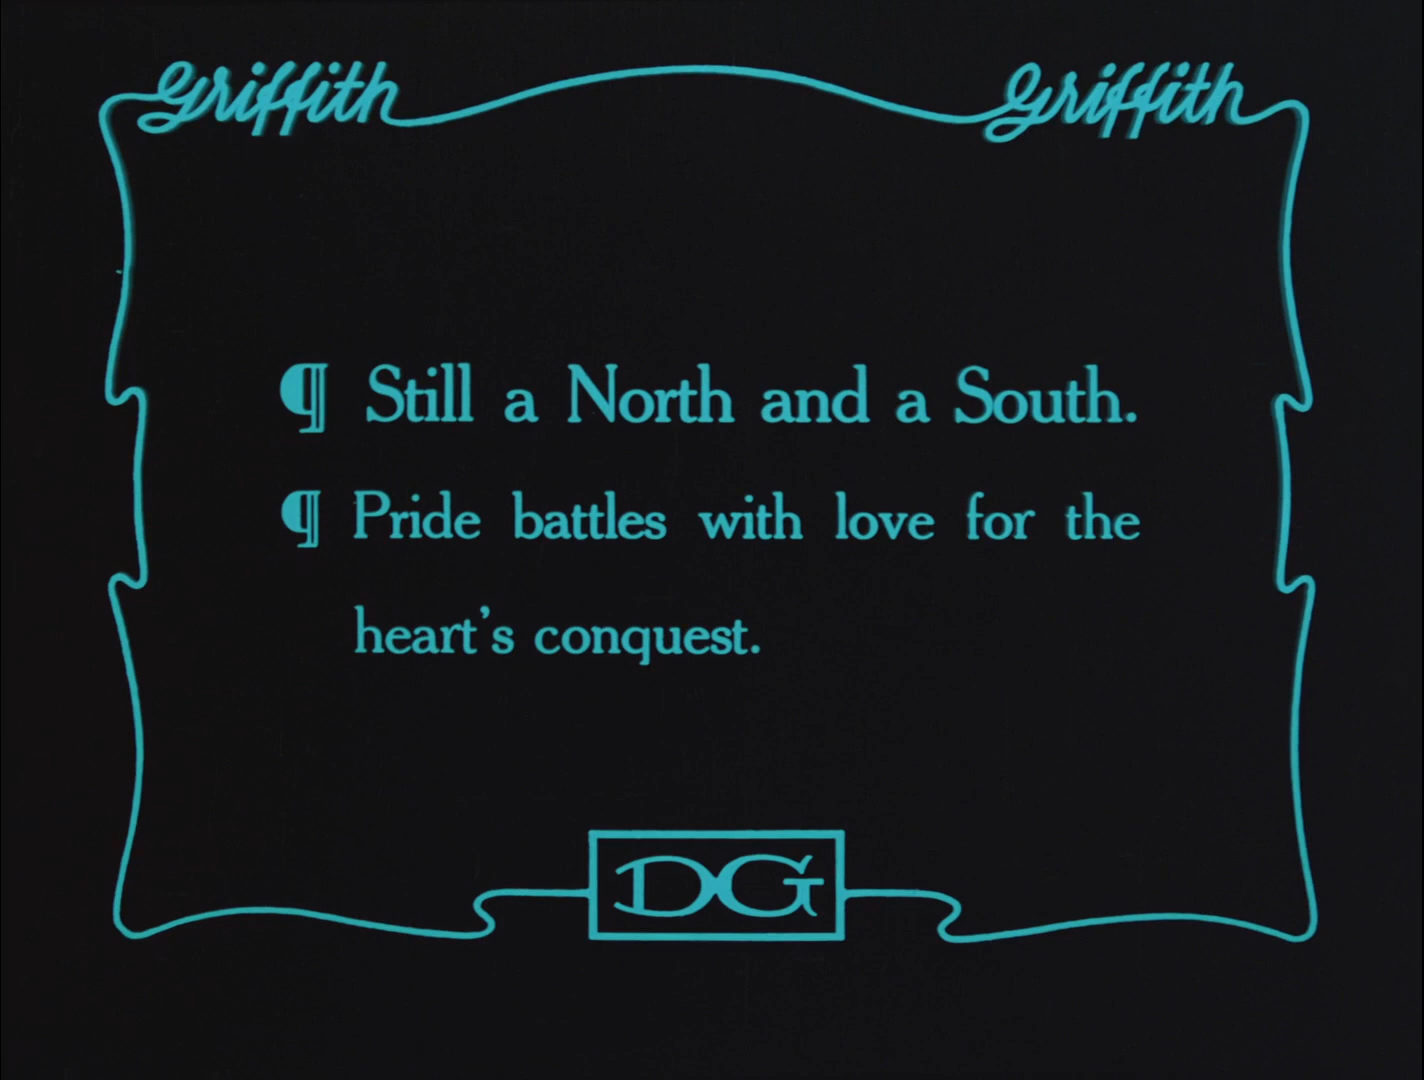 Griffith Griffith
¶ Still a North and a South.
¶ Pride battles with love for the
heart's conquest.
DG